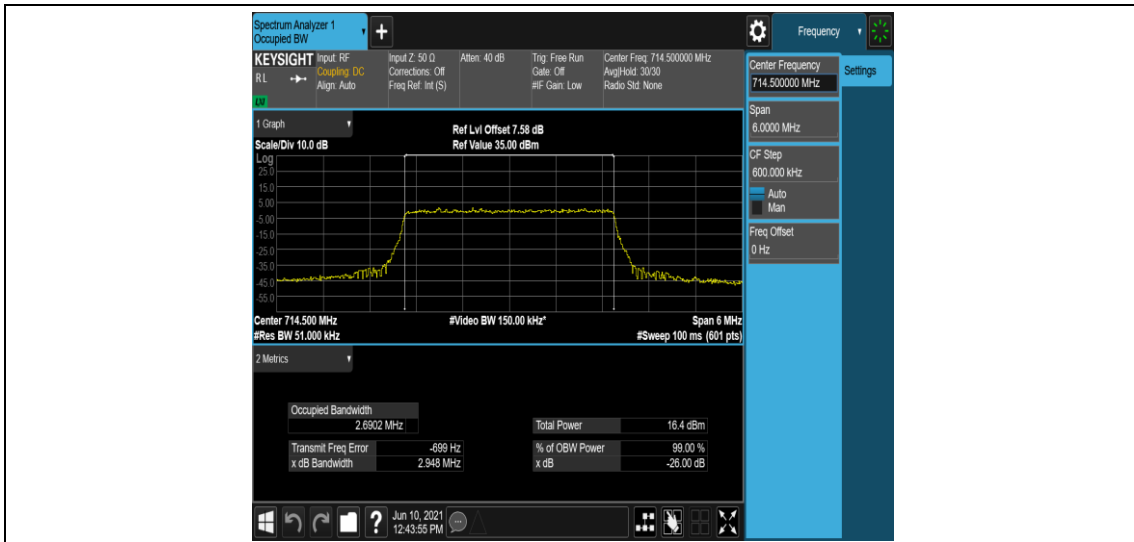 Spectrum Analyzer 1
Occupied BW
+
Frequency
KEYSIGHT
RL
LXI
Input: RF
Coupling: DC
Align: Auto
Input Z: 50 Ω
Corrections: Off
Freq Ref: Int (S)
Atten: 40 dB
Trig: Free Run
Gate: Off
#IF Gain: Low
Center Freq: 714.500000 MHz
Avg|Hold: 30/30
Radio Std: None
Center Frequency
714.500000 MHz
Settings
Span
6.0000 MHz
CF Step
600.000 kHz
Auto
Man
Freq Offset
0 Hz
1 Graph
Scale/Div 10.0 dB
Ref Lvl Offset 7.58 dB
Ref Value 35.00 dBm
Log
25.0
15.0
5.00
-5.00
-15.0
-25.0
-35.0
-45.0
-55.0
Center 714.500 MHz
#Video BW 150.00 kHz*
Span 6 MHz
#Res BW 51.000 kHz
#Sweep 100 ms (601 pts)
2 Metrics
Occupied Bandwidth
2.6902 MHz
Total Power 16.4 dBm
Transmit Freq Error -699 Hz
% of OBW Power 99.00 %
x dB Bandwidth 2.948 MHz
x dB -26.00 dB
?
Jun 10, 2021
12:43:55 PM